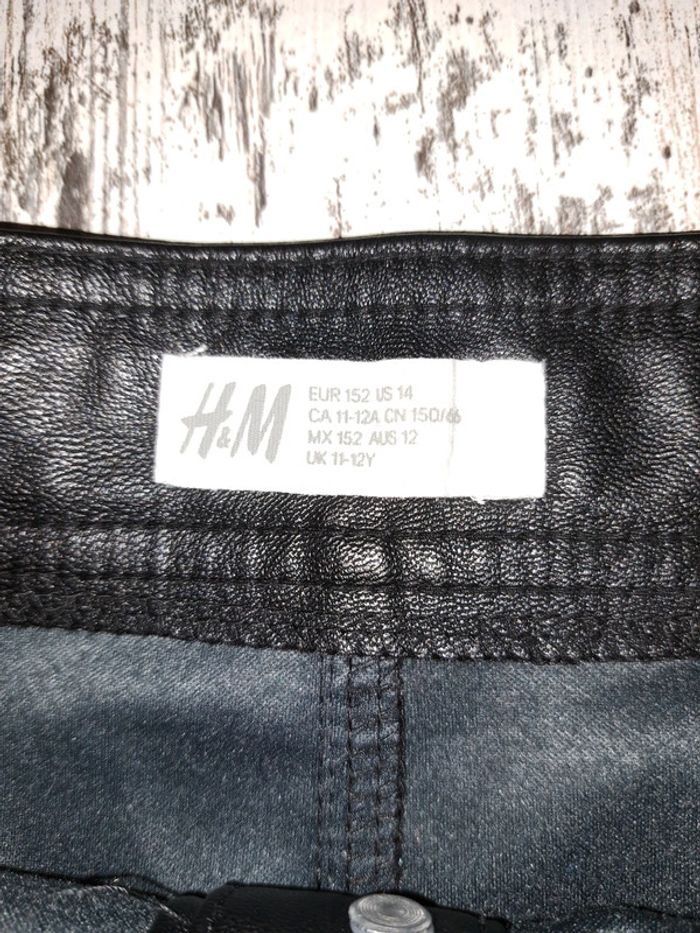 H&M
EUR 152 US 14
CA 11-12A CN 150/66
MX 152 AUS 12
UK 11-12Y